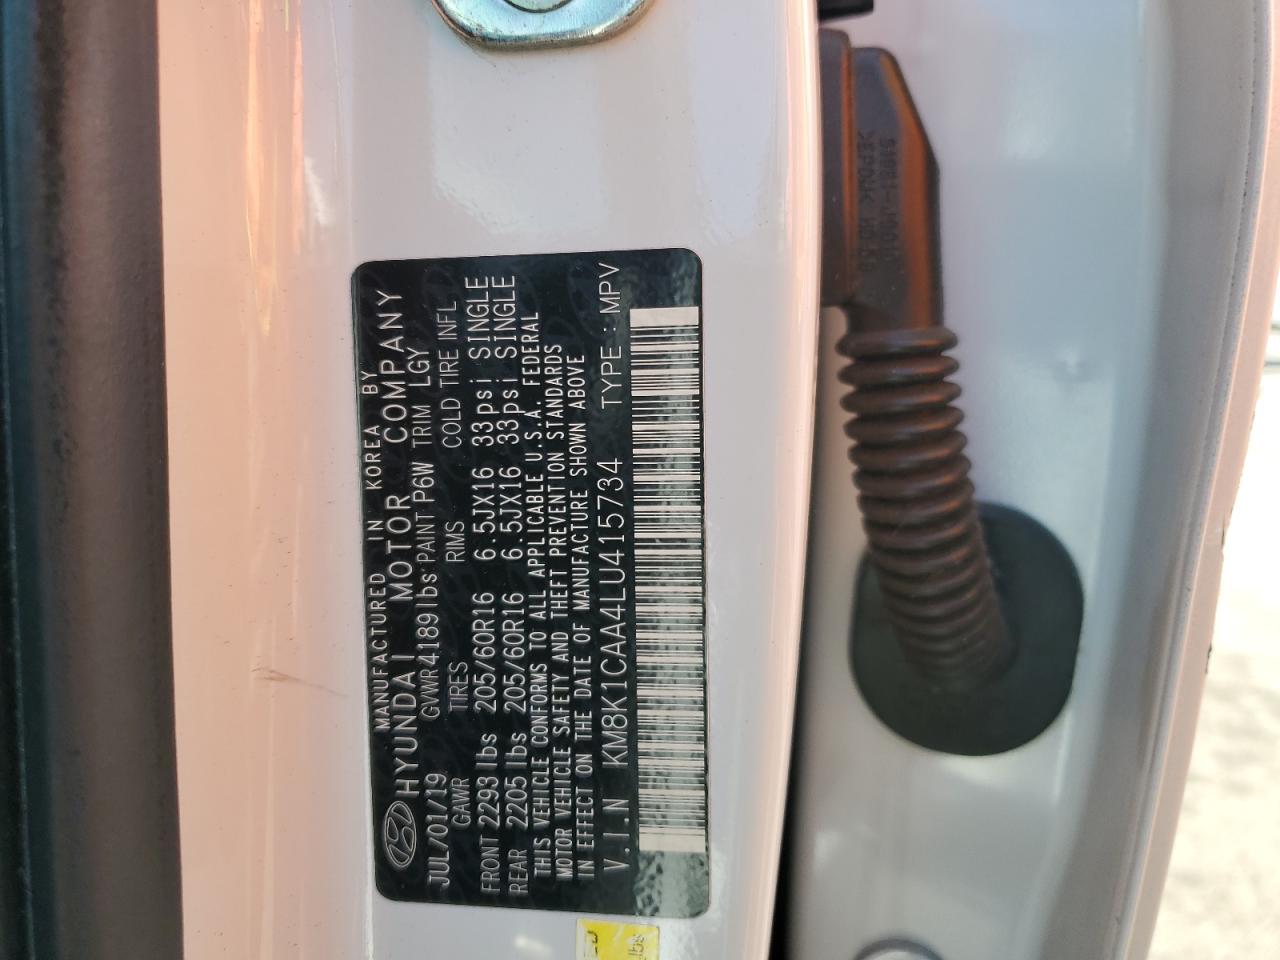 MANUFACTURED IN KOREA BY
HYUNDAI MOTOR COMPANY
JUL/01/19 GVWR4189lbs PAINT P6W TRIM LGY
GAWR TIRES RIMS COLD TIRE INFL
FRONT 2293lbs 205/60R16 6.5JX16 33psi SINGLE
REAR 2205lbs 205/60R16 6.5JX16 33psi SINGLE
THIS VEHICLE CONFORMS TO ALL APPLICABLE U.S.A. FEDERAL
MOTOR VEHICLE SAFETY AND THEFT PREVENTION STANDARDS
IN EFFECT ON THE DATE OF MANUFACTURE SHOWN ABOVE
V.I.N KM8K1CAA4LU415734 TYPE : MPV